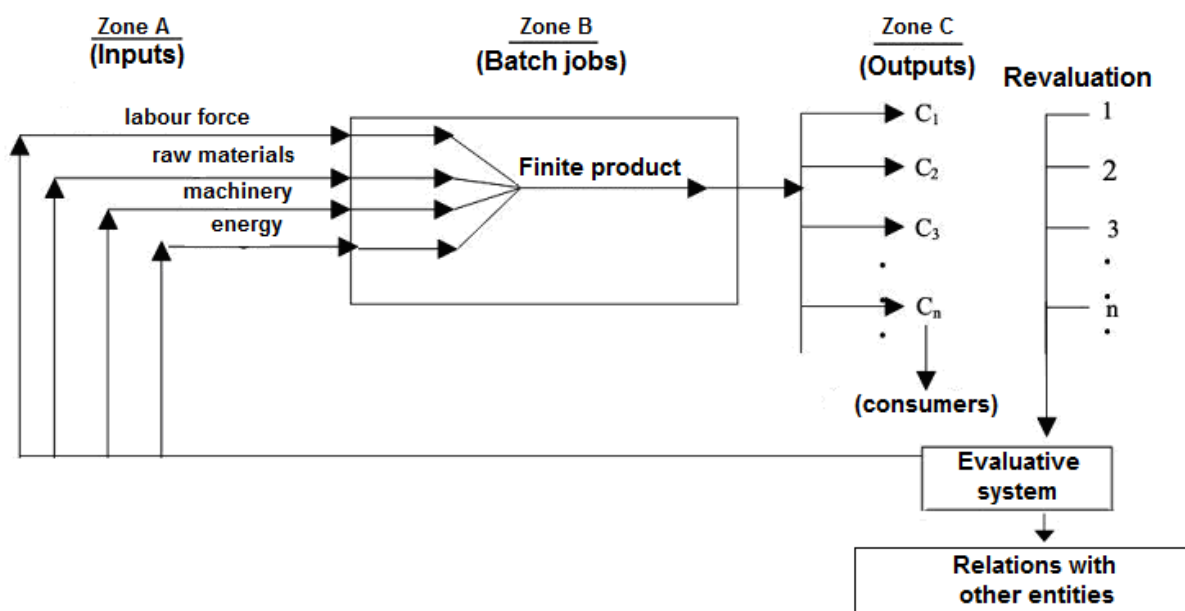 Zone A
(Inputs)
Zone B
(Batch jobs)
Zone C
(Outputs)
Revaluation
labour force
raw materials
machinery
energy
Finite product
C1
C2
C3
Cn
(consumers)
1
2
3
n
Evaluative
system
Relations with
other entities